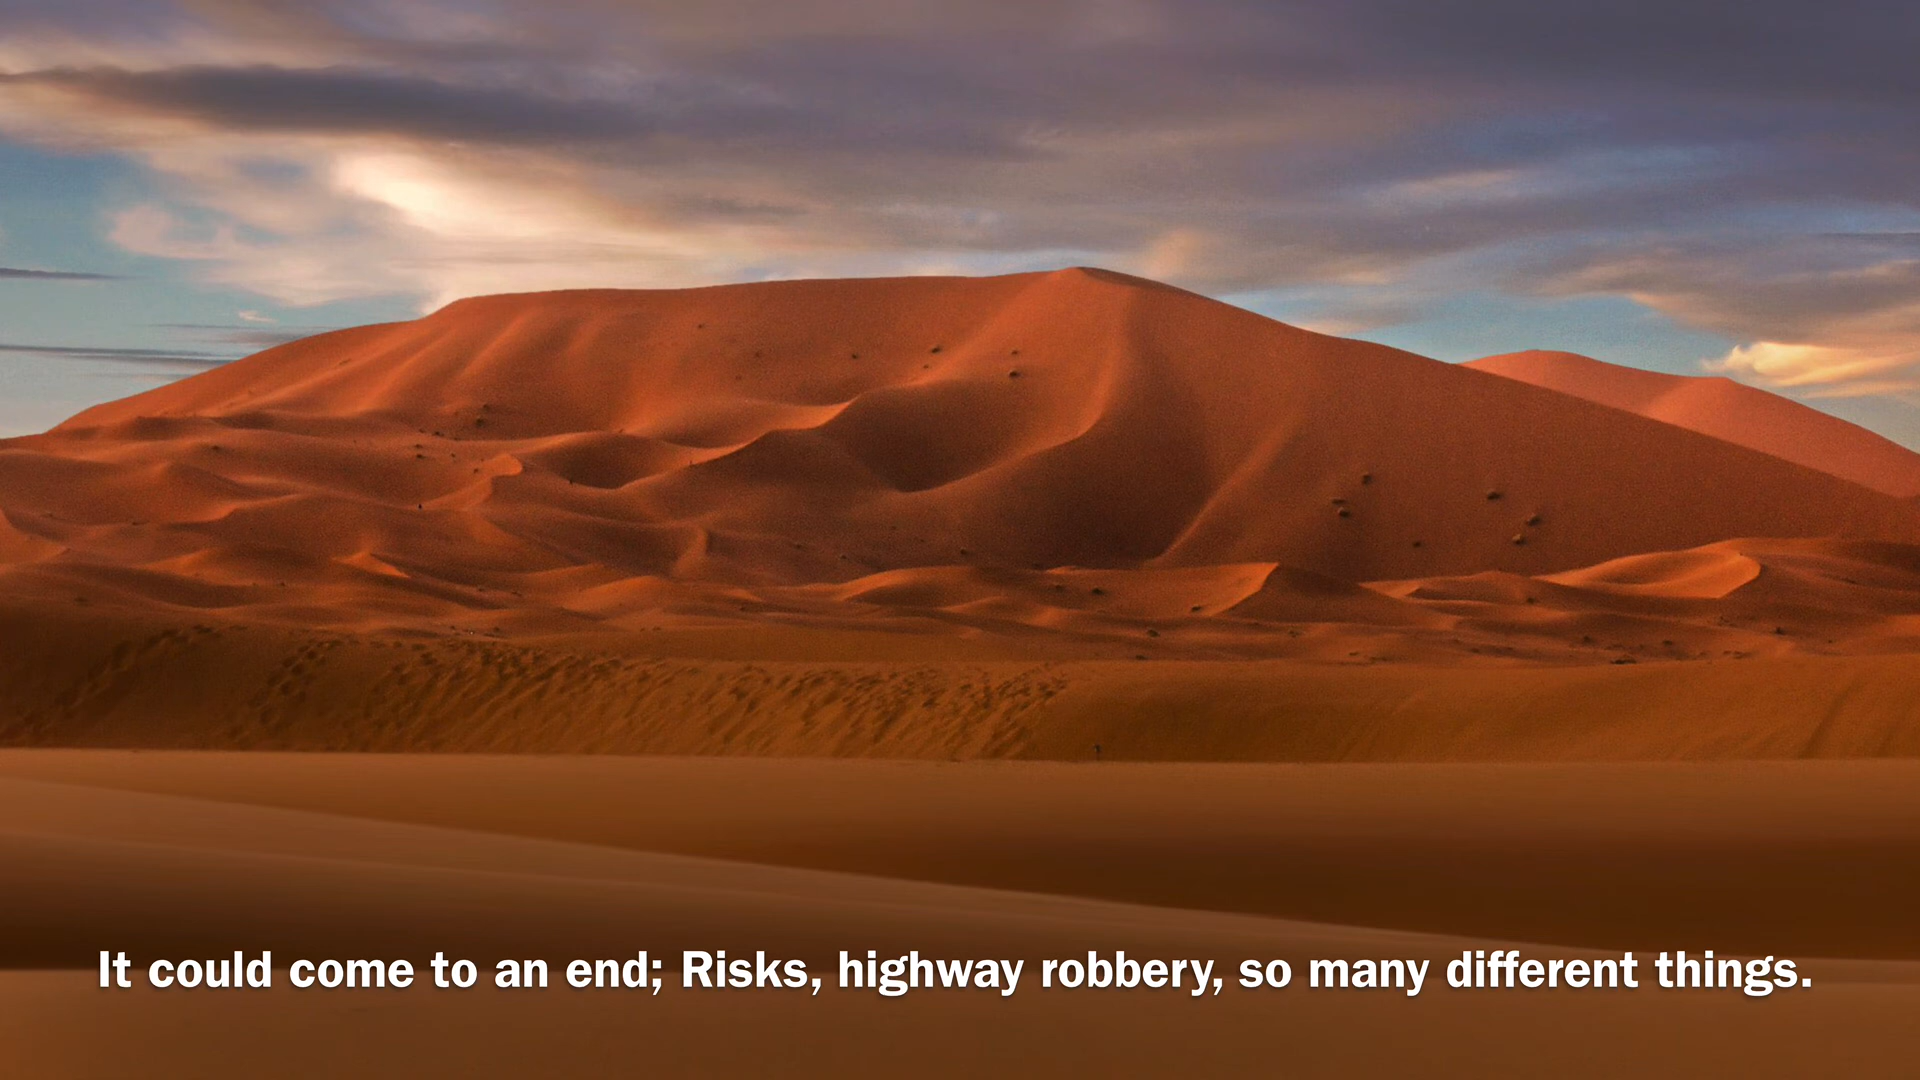 It could come to an end; Risks, highway robbery, so many different things.